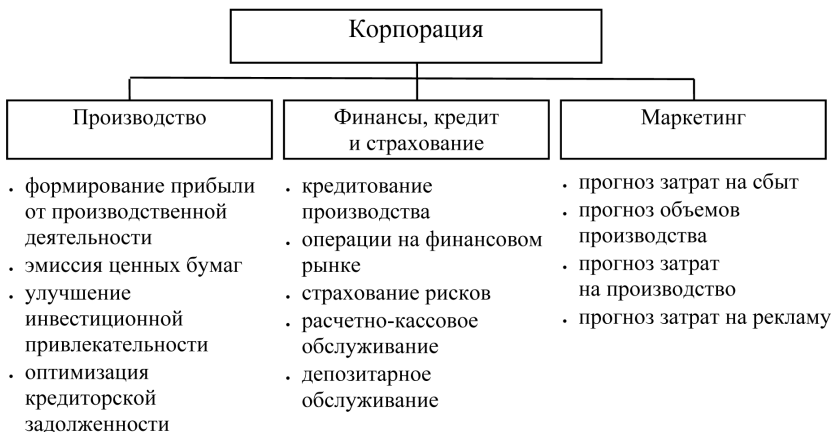 Корпорация
Производство
Финансы, кредит
и страхование
Маркетинг
• формирование прибыли
от производственной
деятельности
• эмиссия ценных бумаг
• улучшение
инвестиционной
привлекательности
• оптимизация
кредиторской
задолженности
• кредитование
производства
• операции на финансовом
рынке
• страхование рисков
• расчетно-кассовое
обслуживание
• депозитарное
обслуживание
• прогноз затрат на сбыт
• прогноз объемов
производства
• прогноз затрат
на производство
• прогноз затрат на рекламу